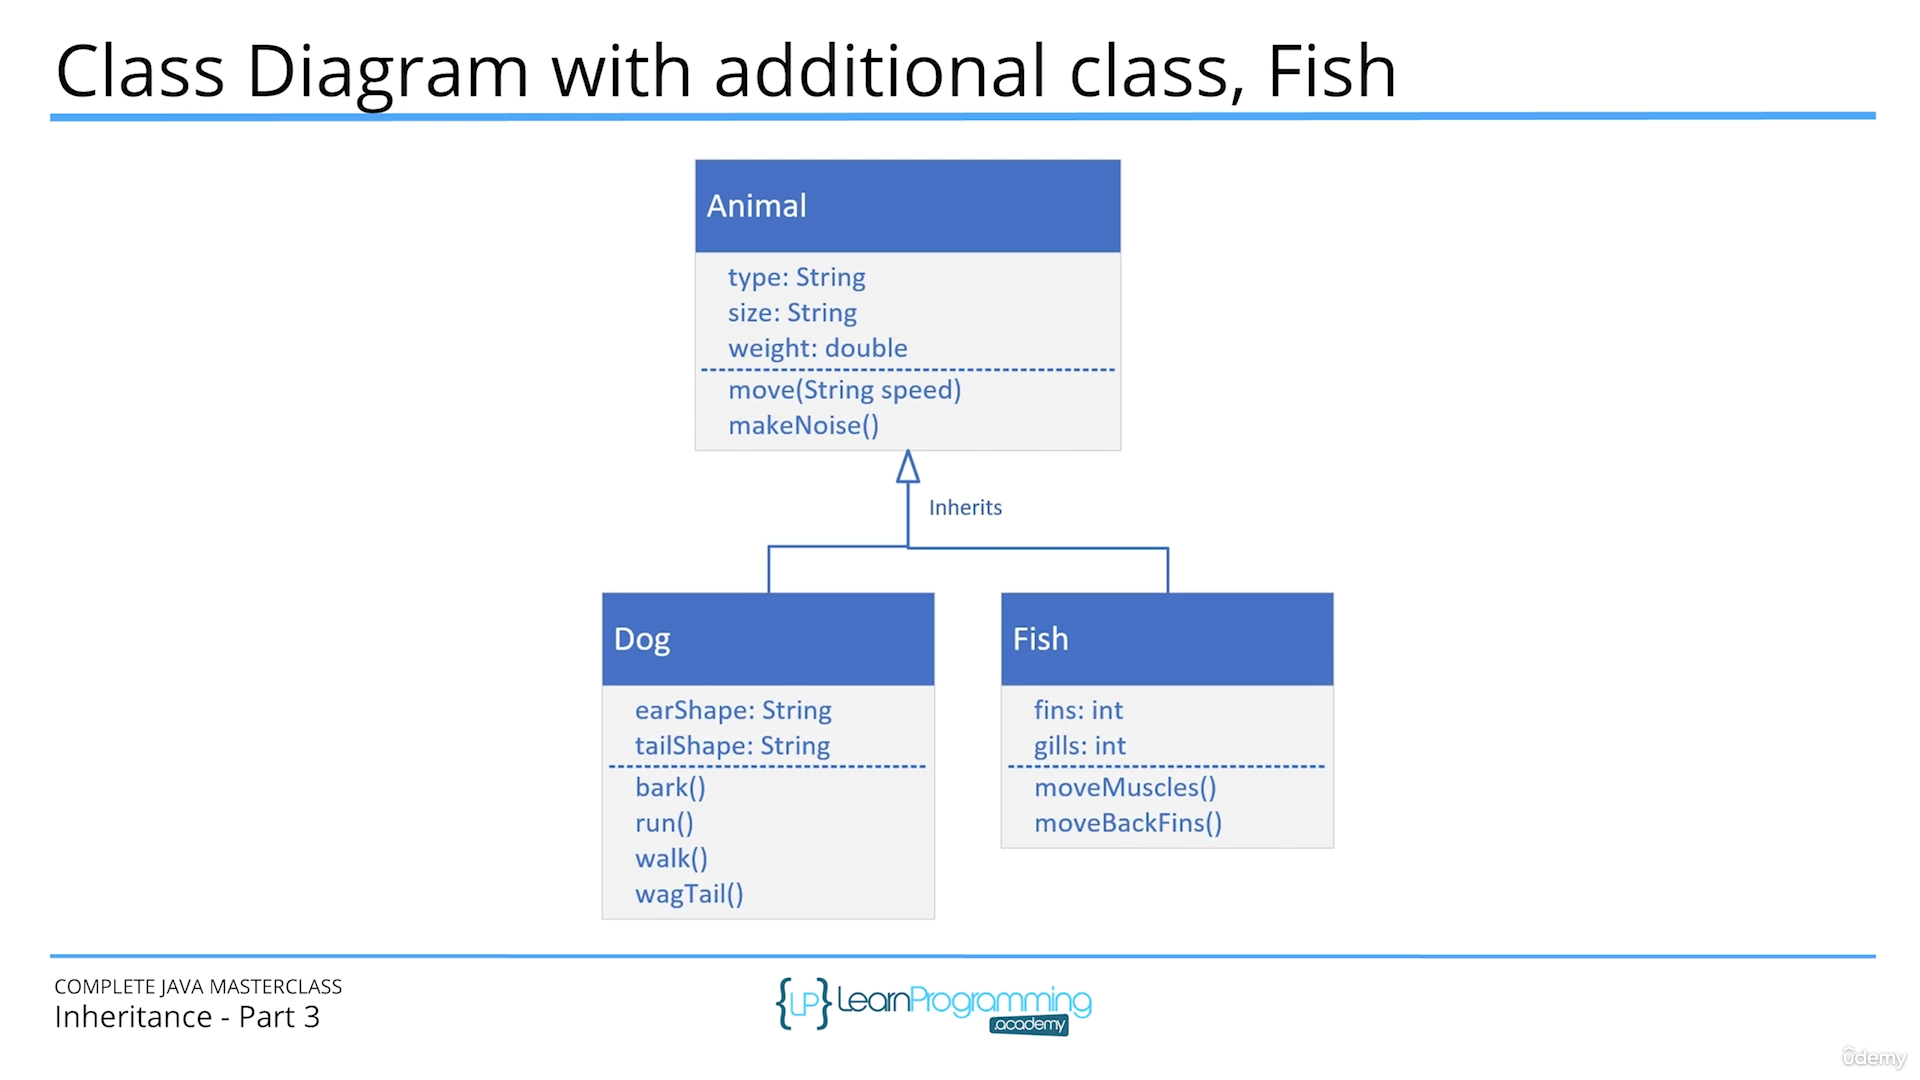 Class Diagram with additional class, Fish
Animal
type: String
size: String
weight: double
move(String speed)
makeNoise()
Inherits
Dog
earShape: String
tailShape: String
bark()
run()
walk()
wagTail()
Fish
fins: int
gills: int
moveMuscles()
moveBackFins()
COMPLETE JAVA MASTERCLASS
Inheritance - Part 3
{LP} LearnProgramming
.academy
udemy